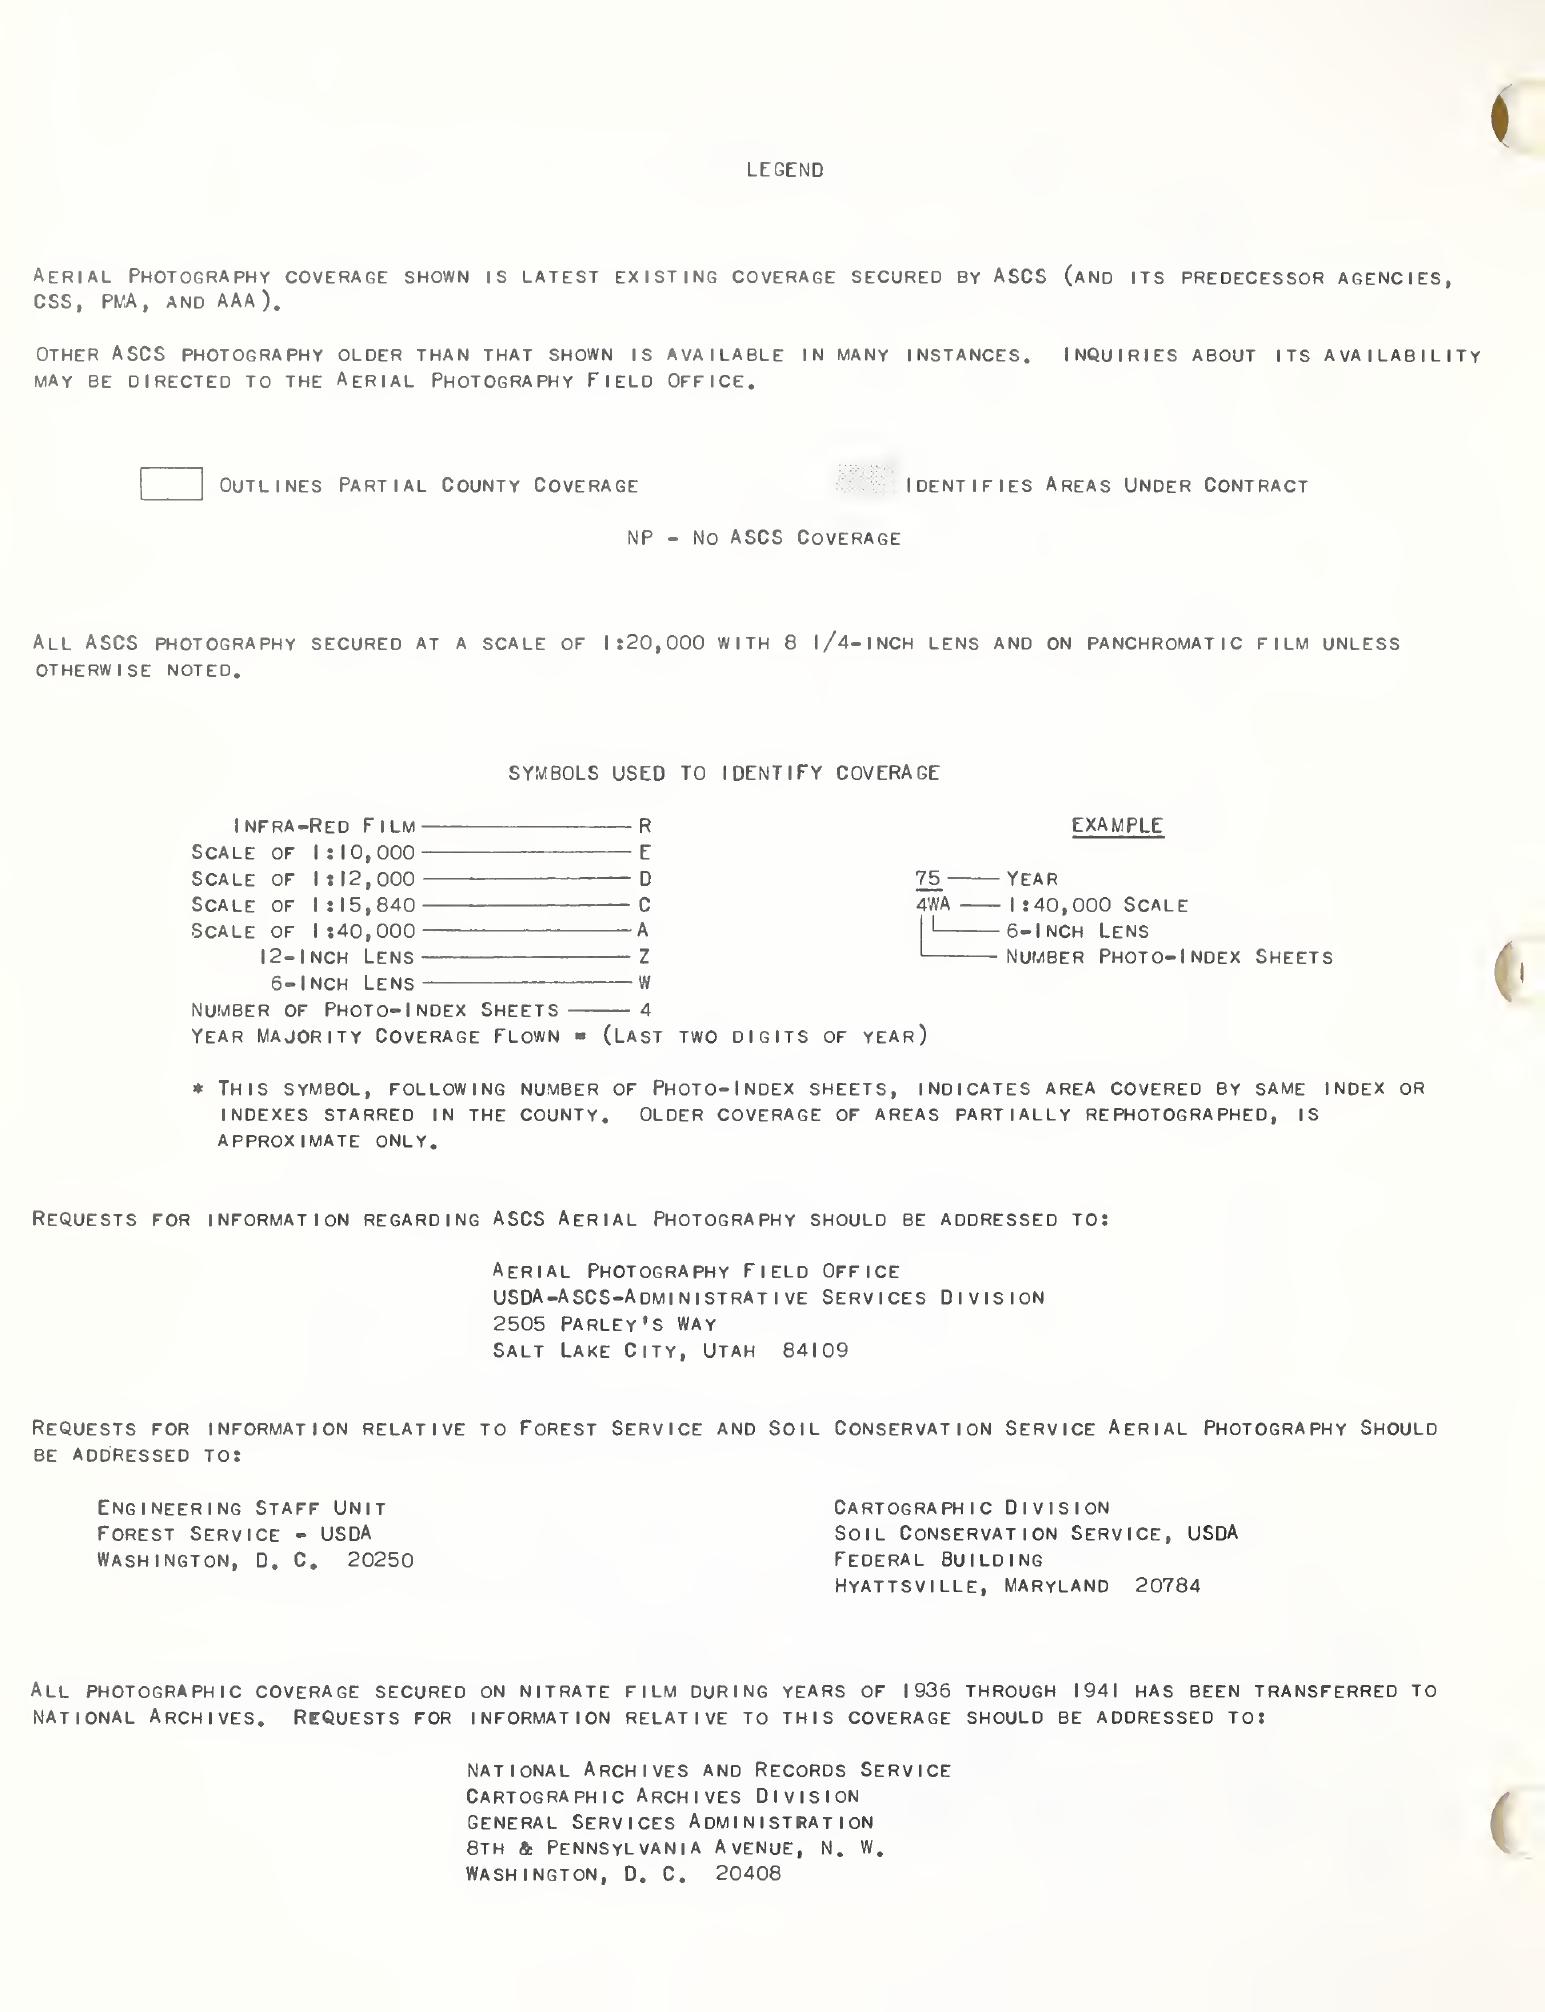 LEGEND
AERIAL PHOTOGRAPHY COVERAGE SHOWN IS LATEST EXISTING COVERAGE SECURED BY ASCS (AND ITS PREDECESSOR AGENCIES,
CSS, PMA, AND AAA).
OTHER ASCS PHOTOGRAPHY OLDER THAN THAT SHOWN IS AVAILABLE IN MANY INSTANCES. INQUIRIES ABOUT ITS AVAILABILITY
MAY BE DIRECTED TO THE AERIAL PHOTOGRAPHY FIELD OFFICE.
OUTLINES PARTIAL COUNTY COVERAGE
IDENTIFIES AREAS UNDER CONTRACT
NP - NO ASCS COVERAGE
ALL ASCS PHOTOGRAPHY SECURED AT A SCALE OF 1:20,000 WITH 8 1/4-INCH LENS AND ON PANCHROMATIC FILM UNLESS
OTHERWISE NOTED.
SYMBOLS USED TO IDENTIFY COVERAGE
INFRA-RED FILM R
SCALE OF 1:10,000 E
SCALE OF 1:12,000 D
SCALE OF 1:15,840 C
SCALE OF 1:40,000 A
12-INCH LENS Z
6-INCH LENS W
NUMBER OF PHOTO-INDEX SHEETS 4
YEAR MAJORITY COVERAGE FLOWN = (LAST TWO DIGITS OF YEAR)
EXAMPLE
75 YEAR
4WA 1:40,000 SCALE
6-INCH LENS
NUMBER PHOTO-INDEX SHEETS
* THIS SYMBOL, FOLLOWING NUMBER OF PHOTO-INDEX SHEETS, INDICATES AREA COVERED BY SAME INDEX OR
INDEXES STARRED IN THE COUNTY. OLDER COVERAGE OF AREAS PARTIALLY REPHOTOGRAPHED, IS
APPROXIMATE ONLY.
REQUESTS FOR INFORMATION REGARDING ASCS AERIAL PHOTOGRAPHY SHOULD BE ADDRESSED TO:
AERIAL PHOTOGRAPHY FIELD OFFICE
USDA-ASCS-ADMINISTRATIVE SERVICES DIVISION
2505 PARLEY'S WAY
SALT LAKE CITY, UTAH 84109
REQUESTS FOR INFORMATION RELATIVE TO FOREST SERVICE AND SOIL CONSERVATION SERVICE AERIAL PHOTOGRAPHY SHOULD
BE ADDRESSED TO:
ENGINEERING STAFF UNIT
FOREST SERVICE - USDA
WASHINGTON, D. C. 20250
CARTOGRAPHIC DIVISION
SOIL CONSERVATION SERVICE, USDA
FEDERAL BUILDING
HYATTSVILLE, MARYLAND 20784
ALL PHOTOGRAPHIC COVERAGE SECURED ON NITRATE FILM DURING YEARS OF 1936 THROUGH 1941 HAS BEEN TRANSFERRED TO
NATIONAL ARCHIVES. REQUESTS FOR INFORMATION RELATIVE TO THIS COVERAGE SHOULD BE ADDRESSED TO:
NATIONAL ARCHIVES AND RECORDS SERVICE
CARTOGRAPHIC ARCHIVES DIVISION
GENERAL SERVICES ADMINISTRATION
8TH & PENNSYLVANIA AVENUE, N. W.
WASHINGTON, D. C. 20408